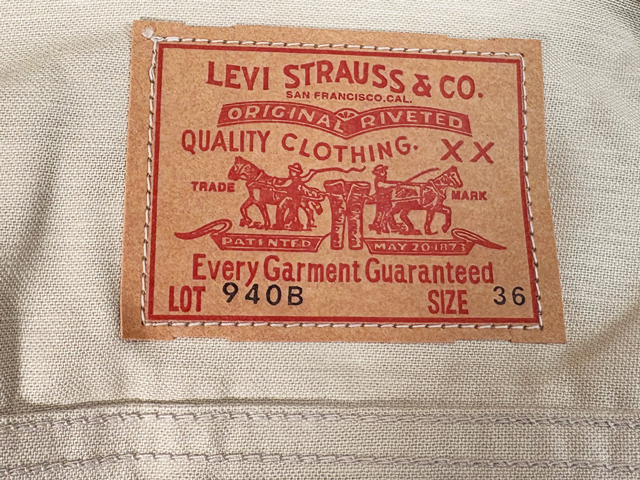 LEVI STRAUSS & CO.
SAN FRANCISCO, CAL.
ORIGINAL RIVETED
QUALITY CLOTHING. XX
TRADE MARK
PATENTED MAY 20 1873
Every Garment Guaranteed
LOT 940B SIZE 36